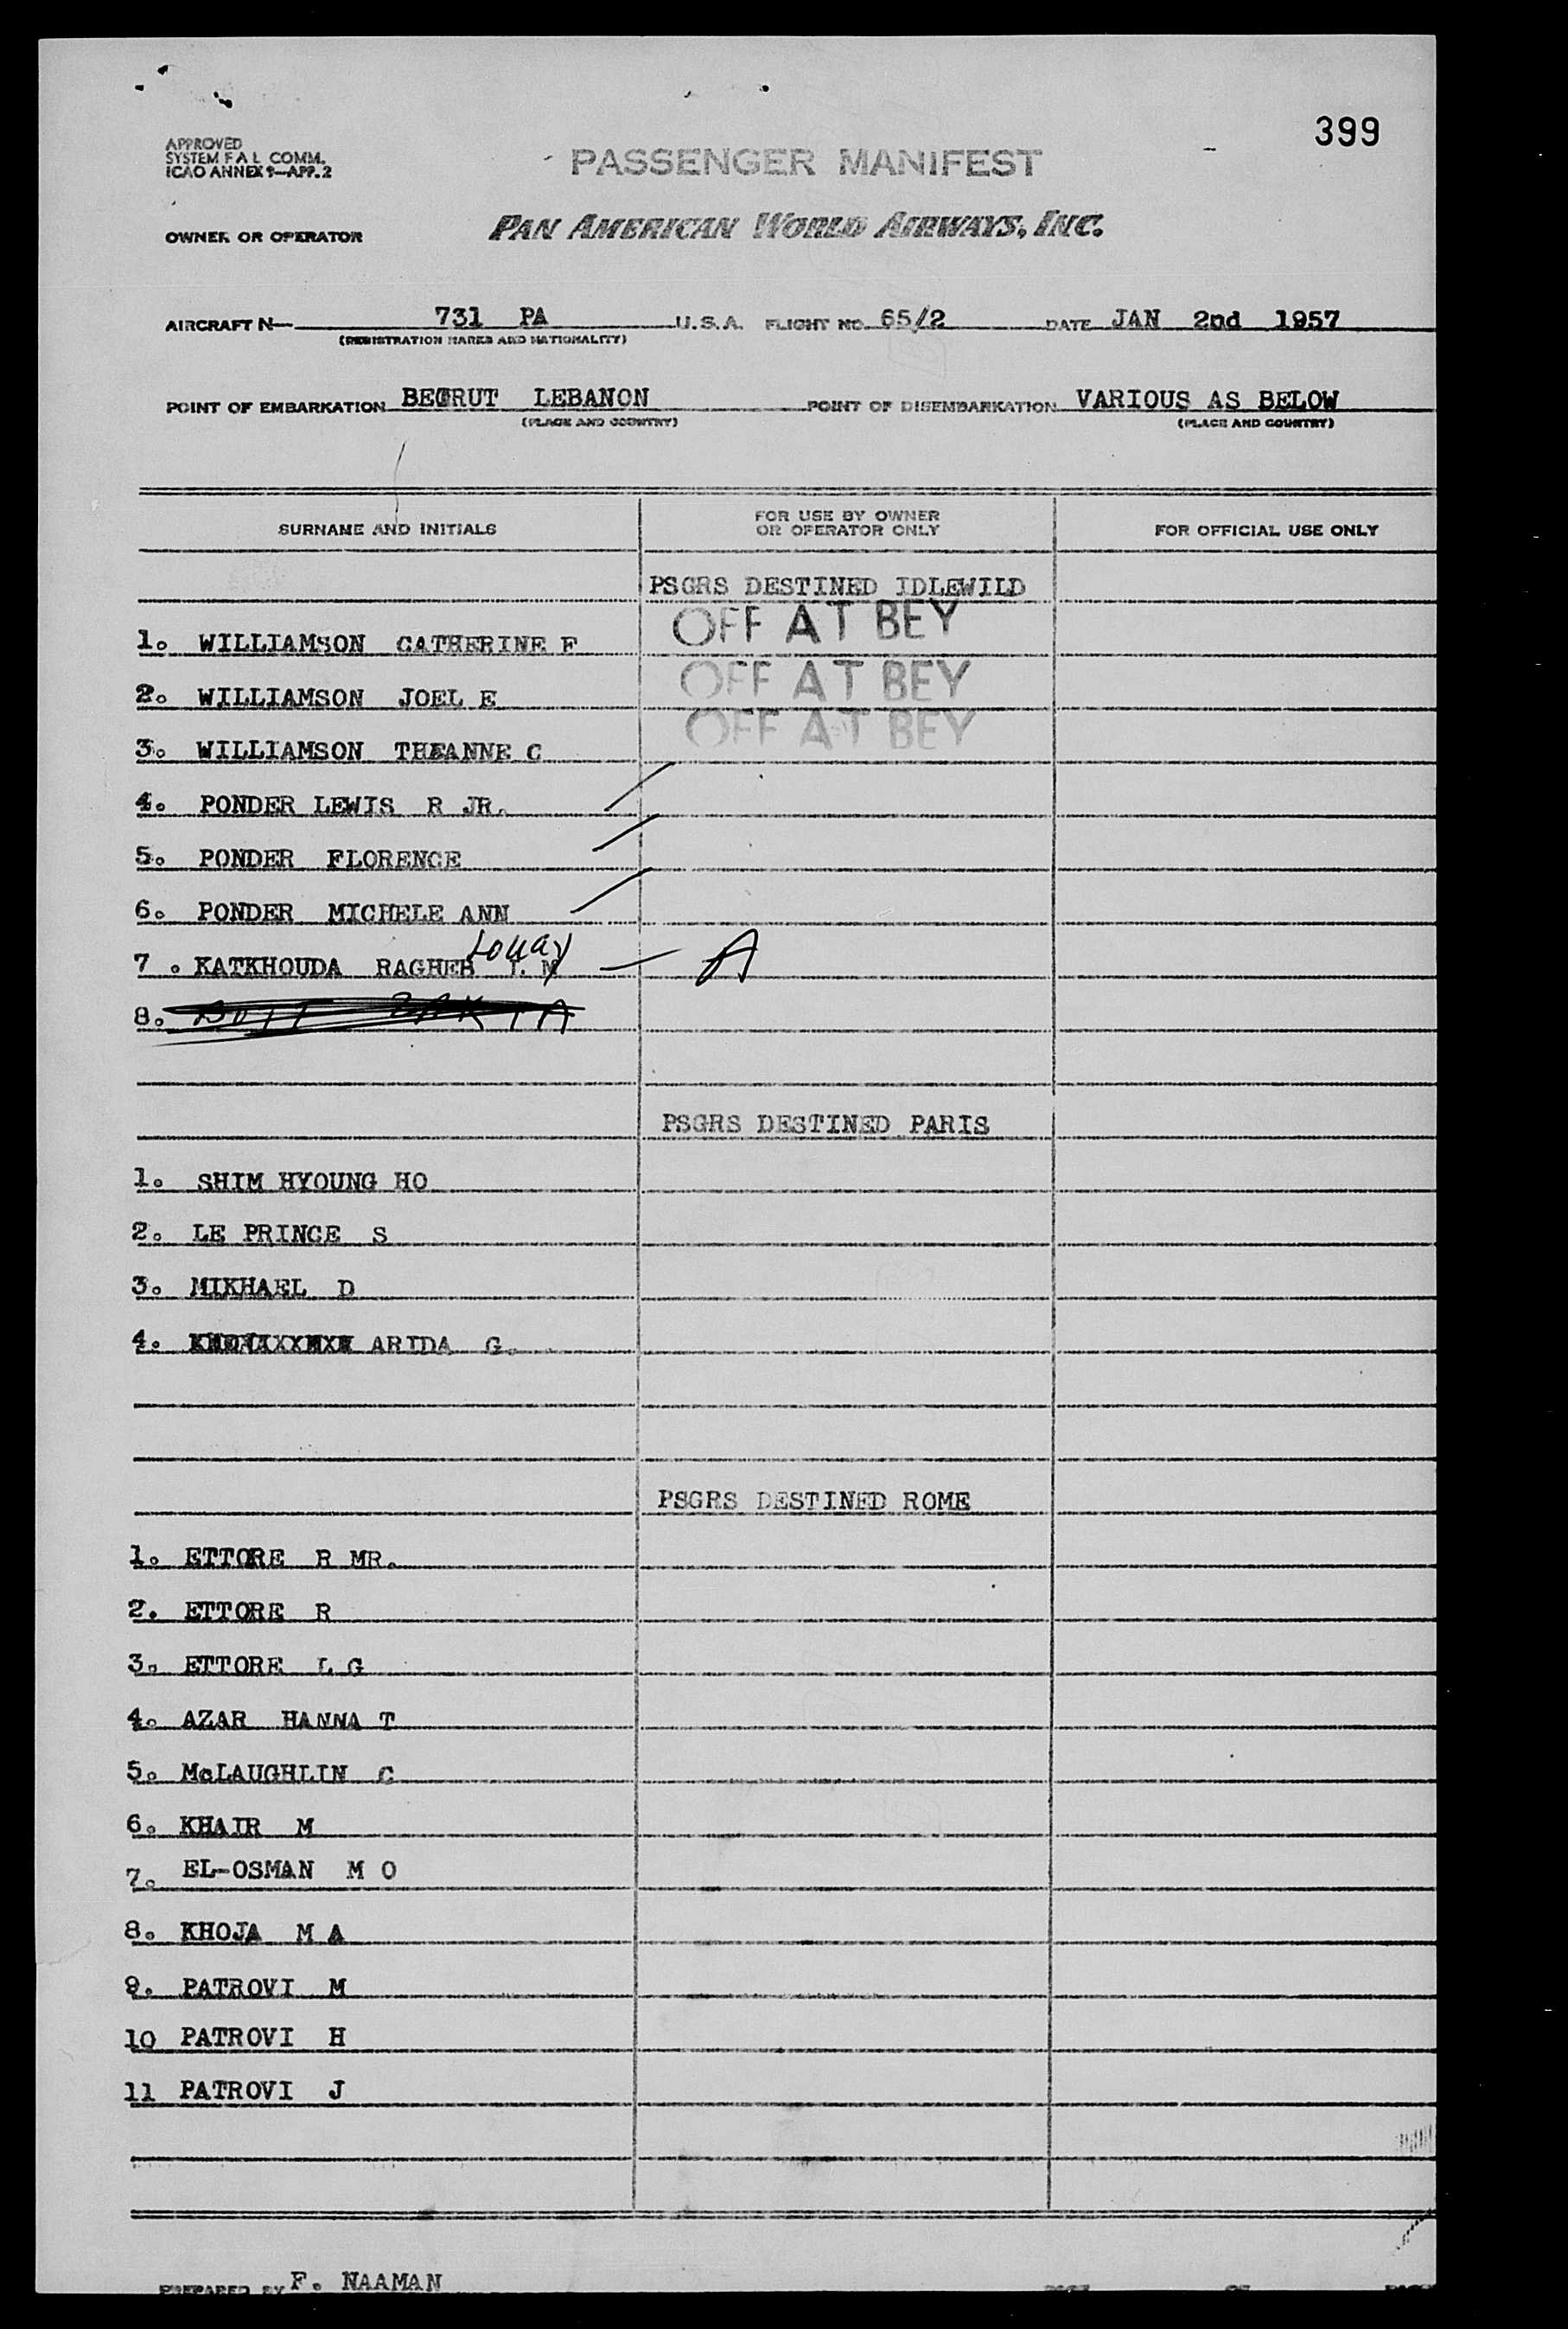 399
APPROVED
SYSTEM F A L COMM.
ICAO ANNEX 9—APP. 2
PASSENGER MANIFEST
OWNER OR OPERATOR PAN AMERICAN WORLD AIRWAYS, INC.
AIRCRAFT N— 731 PA U.S.A. FLIGHT NO. 65/2 DATE JAN 2nd 1957
(REGISTRATION MARKS AND NATIONALITY)
POINT OF EMBARKATION BEIRUT LEBANON POINT OF DISEMBARKATION VARIOUS AS BELOW
(PLACE AND COUNTRY) (PLACE AND COUNTRY)
SURNAME AND INITIALS FOR USE BY OWNER OR OPERATOR ONLY FOR OFFICIAL USE ONLY
PSGRS DESTINED IDLEWILD
1. WILLIAMSON CATHERINE F OFF AT BEY
2. WILLIAMSON JOEL E OFF AT BEY
3. WILLIAMSON THEANNE C OFF AT BEY
4. PONDER LEWIS R JR.
5. PONDER FLORENCE
6. PONDER MICHELE ANN
7. KATKHOUDA RAGHEB Louay I. M — A
8.
PSGRS DESTINED PARIS
1. SHIM HYOUNG HO
2. LE PRINCE S
3. MIKHAEL D
4. ARIDA G.
PSGRS DESTINED ROME
1. ETTORE R MR.
2. ETTORE R
3. ETTORE L G
4. AZAR HANNA T
5. McLAUGHLIN C
6. KHAIR M
7. EL-OSMAN M O
8. KHOJA M A
9. PATROVI M
10 PATROVI H
11 PATROVI J
PREPARED BY F. NAAMAN